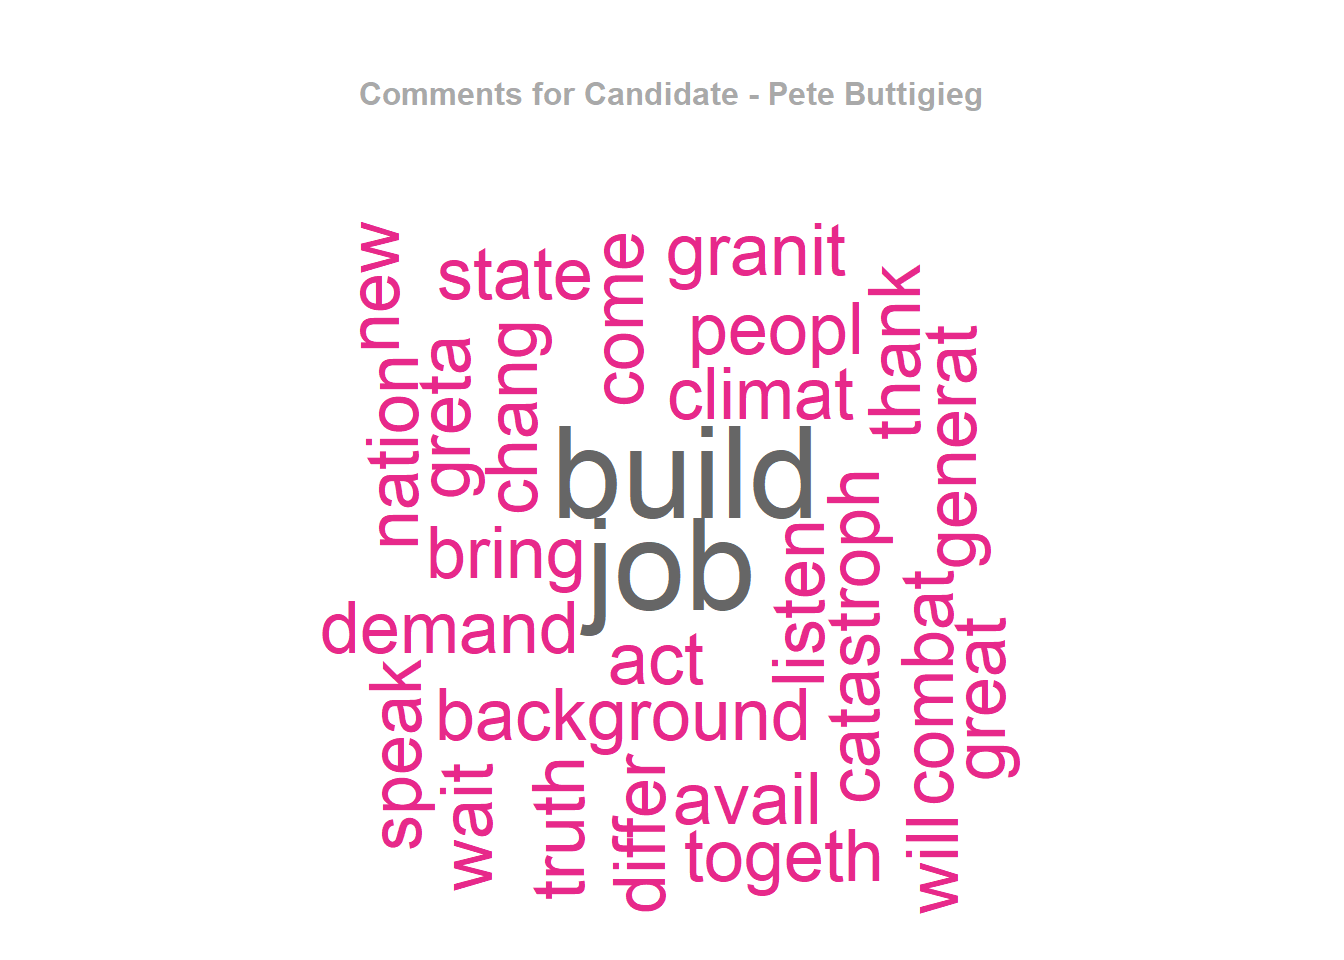 Comments for Candidate - Pete Buttigieg
new
state
come
granit
peopl
thank
nation
greta
chang
climat
generat
build
bring
job
listen
catastroph
demand
act
combat
great
speak
background
wait
truth
differ
avail
togeth
will